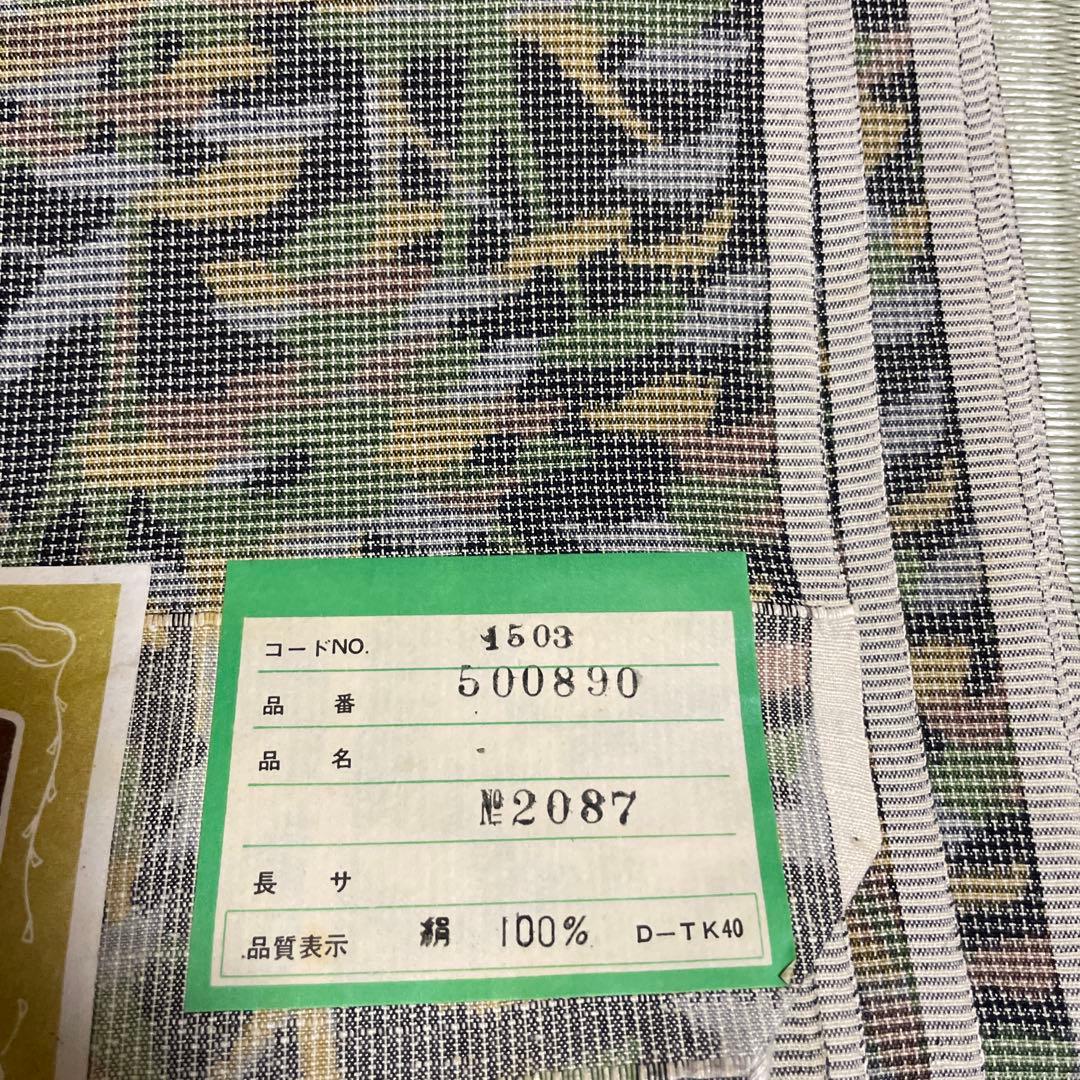 コードNO. 1503
品 番 500890
品 名
№2087
長 サ
品質表示 絹 100% D-TK40